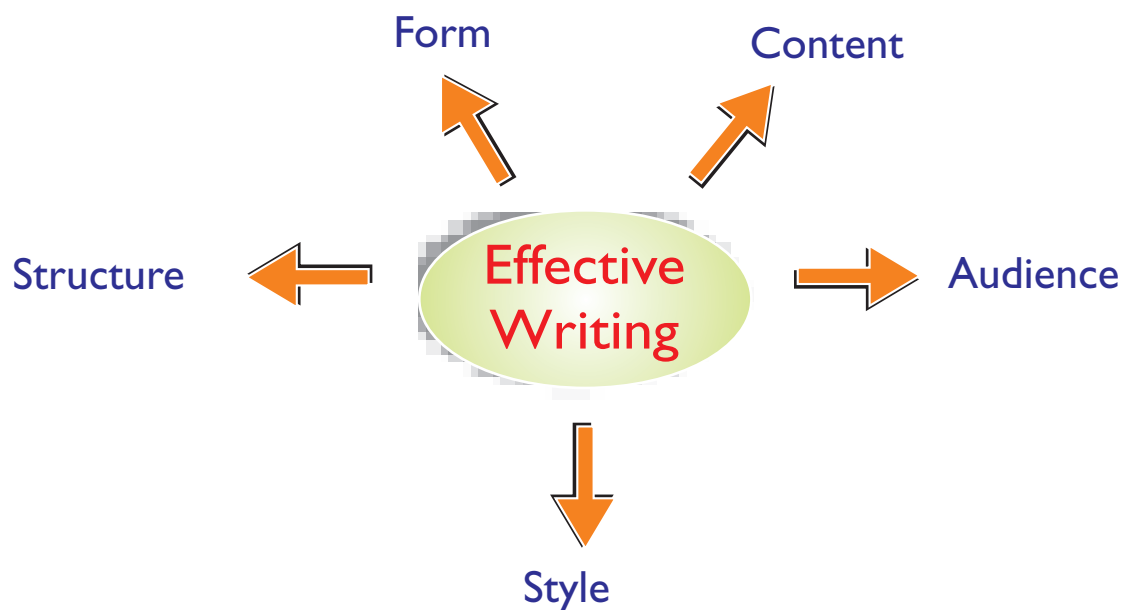 Form
Content
Structure
Effective
Writing
Audience
Style